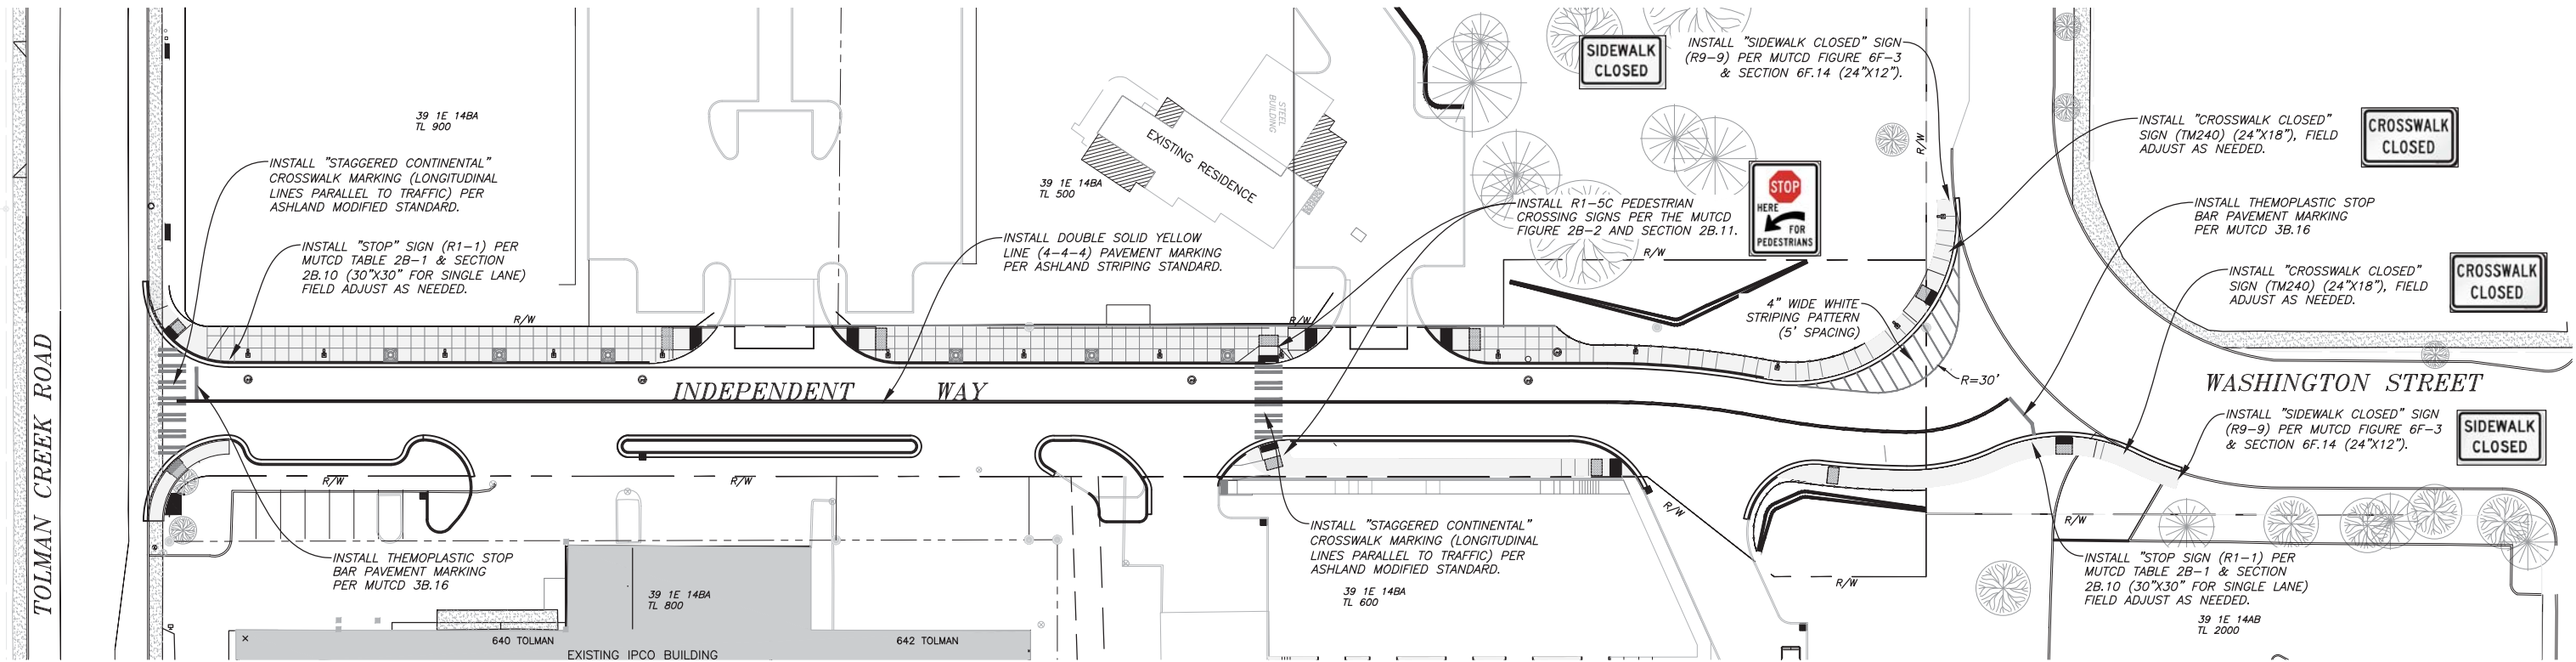 TOLMAN CREEK ROAD
39 1E 14BA
TL 900
INSTALL "STAGGERED CONTINENTAL"
CROSSWALK MARKING (LONGITUDINAL
LINES PARALLEL TO TRAFFIC) PER
ASHLAND MODIFIED STANDARD.
INSTALL "STOP" SIGN (R1-1) PER
MUTCD TABLE 2B-1 & SECTION
2B.10 (30"X30" FOR SINGLE LANE)
FIELD ADJUST AS NEEDED.
R/W
INDEPENDENT WAY
R/W
R/W
INSTALL THEMOPLASTIC STOP
BAR PAVEMENT MARKING
PER MUTCD 3B.16
39 1E 14BA
TL 800
640 TOLMAN
642 TOLMAN
EXISTING IPCO BUILDING
INSTALL DOUBLE SOLID YELLOW
LINE (4-4-4) PAVEMENT MARKING
PER ASHLAND STRIPING STANDARD.
39 1E 14BA
TL 500
EXISTING RESIDENCE
STEEL
BUILDING
R/W
SIDEWALK
CLOSED
INSTALL "SIDEWALK CLOSED" SIGN
(R9-9) PER MUTCD FIGURE 6F-3
& SECTION 6F.14 (24"X12").
INSTALL R1-5C PEDESTRIAN
CROSSING SIGNS PER THE MUTCD
FIGURE 2B-2 AND SECTION 2B.11.
STOP
HERE
FOR
PEDESTRIANS
R/W
R/W
4" WIDE WHITE
STRIPING PATTERN
(5' SPACING)
R=30'
INSTALL "STAGGERED CONTINENTAL"
CROSSWALK MARKING (LONGITUDINAL
LINES PARALLEL TO TRAFFIC) PER
ASHLAND MODIFIED STANDARD.
39 1E 14BA
TL 600
R/W
R/W
INSTALL "CROSSWALK CLOSED"
SIGN (TM240) (24"X18"), FIELD
ADJUST AS NEEDED.
CROSSWALK
CLOSED
INSTALL THEMOPLASTIC STOP
BAR PAVEMENT MARKING
PER MUTCD 3B.16
INSTALL "CROSSWALK CLOSED"
SIGN (TM240) (24"X18"), FIELD
ADJUST AS NEEDED.
CROSSWALK
CLOSED
WASHINGTON STREET
INSTALL "SIDEWALK CLOSED" SIGN
(R9-9) PER MUTCD FIGURE 6F-3
& SECTION 6F.14 (24"X12").
SIDEWALK
CLOSED
R/W
INSTALL "STOP SIGN (R1-1) PER
MUTCD TABLE 2B-1 & SECTION
2B.10 (30"X30" FOR SINGLE LANE)
FIELD ADJUST AS NEEDED.
39 1E 14AB
TL 2000